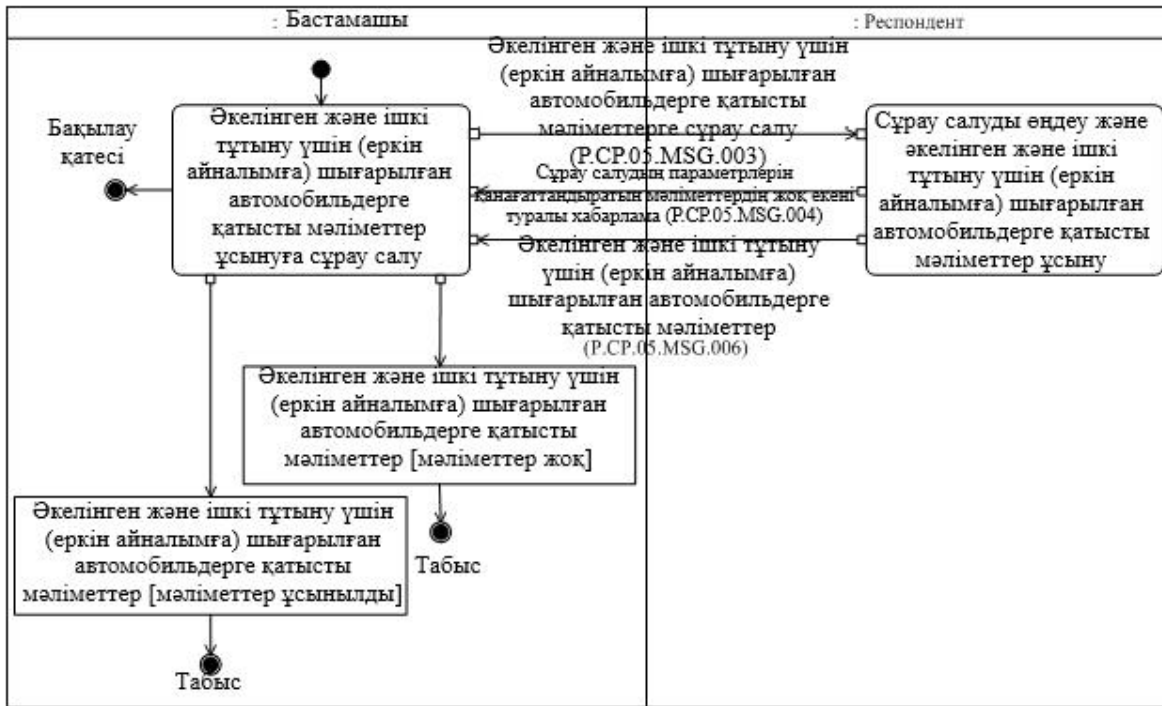 : Бастамашы
: Респондент
Бақылау
қатесі
Әкелінген және ішкі
тұтыну үшін (еркін
айналымға) шығарылған
автомобильдерге
қатысты мәліметтер
ұсынуға сұрау салу
Әкелінген және ішкі тұтыну үшін
(еркін айналымға) шығарылған
автомобильдерге қатысты
мәліметтерге сұрау салу
(P.CP.05.MSG.003)
Сұрау салудың параметрлерін
қанағаттандыратын мәліметтердің жоқ екені
туралы хабарлама (P.CP.05.MSG.004)
Әкелінген және ішкі тұтыну
үшін (еркін айналымға)
шығарылған автомобильдерге
қатысты мәліметтер
(P.CP.05.MSG.006)
Сұрау салуды өңдеу және
әкелінген және ішкі
тұтыну үшін (еркін
айналымға) шығарылған
автомобильдерге қатысты
мәліметтер ұсыну
Әкелінген және ішкі тұтыну үшін
(еркін айналымға) шығарылған
автомобильдерге қатысты
мәліметтер [мәліметтер жоқ]
Табыс
Әкелінген және ішкі тұтыну үшін
(еркін айналымға) шығарылған
автомобильдерге қатысты
мәліметтер [мәліметтер ұсынылды]
Табыс